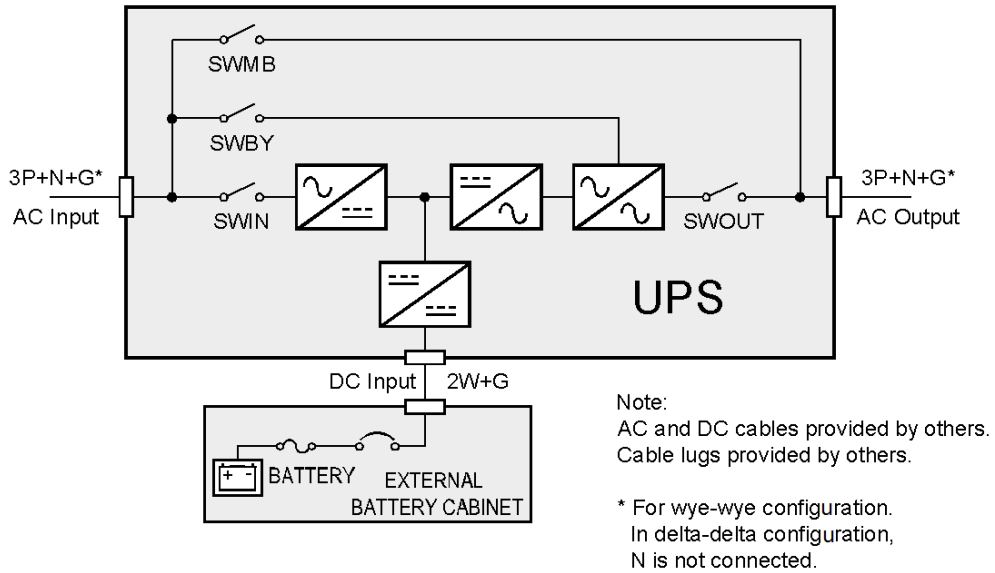 SWMB
SWBY
3P+N+G*
AC Input
SWIN
SWOUT
3P+N+G*
AC Output
UPS
DC Input 2W+G
BATTERY
EXTERNAL
BATTERY CABINET
Note:
AC and DC cables provided by others.
Cable lugs provided by others.
* For wye-wye configuration.
In delta-delta configuration,
N is not connected.